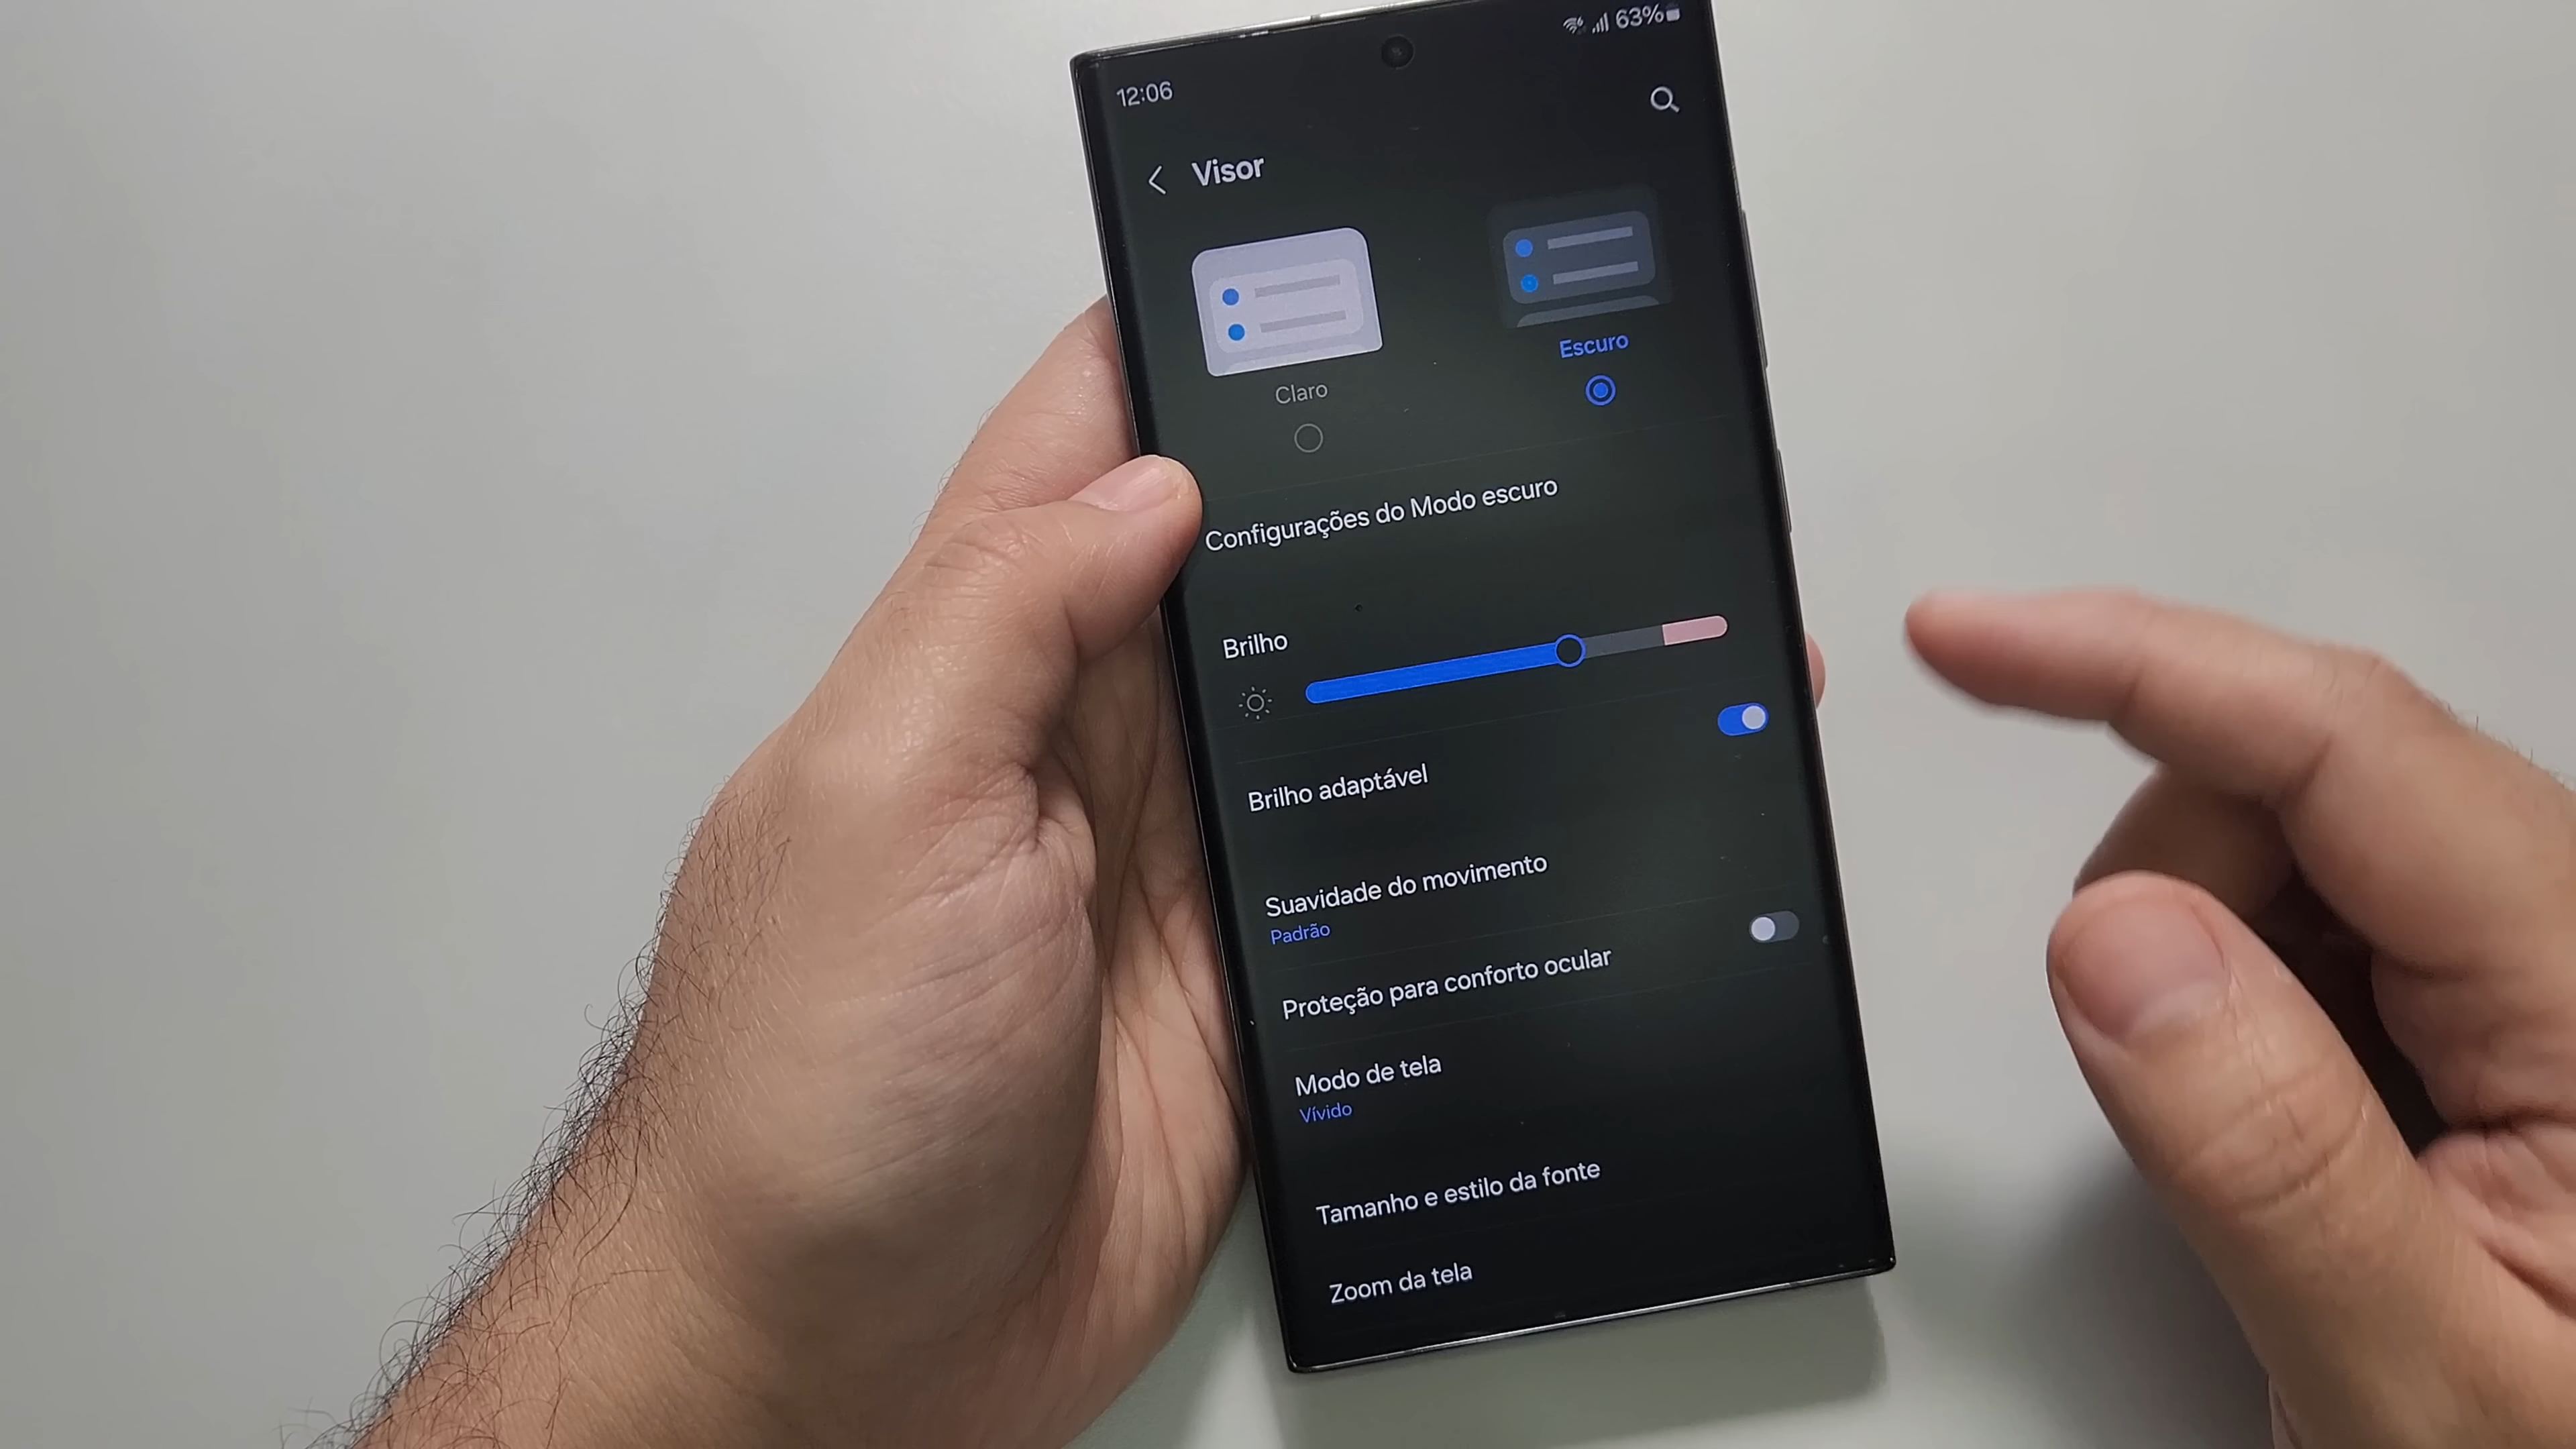 63%
12:06
Visor
Claro
Escuro
Configurações do Modo escuro
Brilho
Brilho adaptável
Suavidade do movimento
Padrão
Proteção para conforto ocular
Modo de tela
Vívido
Tamanho e estilo da fonte
Zoom da tela